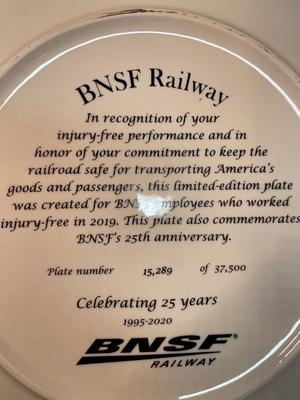 BNSF Railway
In recognition of your
injury-free performance and in
honor of your commitment to keep the
railroad safe for transporting America's
goods and passengers, this limited-edition plate
was created for BNSF employees who worked
injury-free in 2019. This plate also commemorates
BNSF's 25th anniversary.
Plate number 15,289 of 37,500
Celebrating 25 years
1995-2020
BNSF
RAILWAY